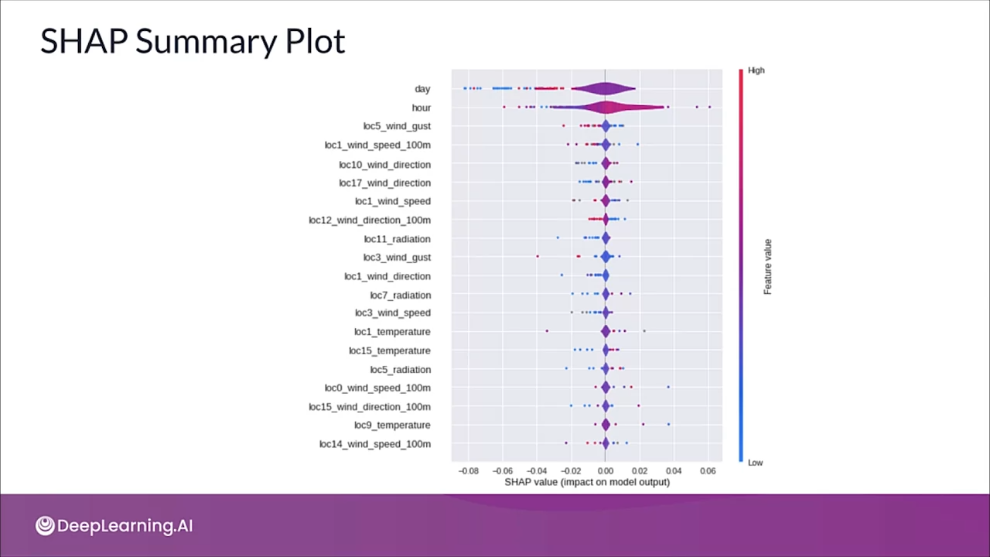 SHAP Summary Plot
High
day
hour
loc5_wind_gust
loc1_wind_speed_100m
loc10_wind_direction
loc17_wind_direction
loc1_wind_speed
loc12_wind_direction_100m
loc11_radiation
loc3_wind_gust
loc1_wind_direction
loc7_radiation
loc3_wind_speed
loc1_temperature
loc15_temperature
loc5_radiation
loc0_wind_speed_100m
loc15_wind_direction_100m
loc9_temperature
loc14_wind_speed_100m
Feature value
Low
−0.08 −0.06 −0.04 −0.02 0.00 0.02 0.04 0.06
SHAP value (impact on model output)
DeepLearning.AI